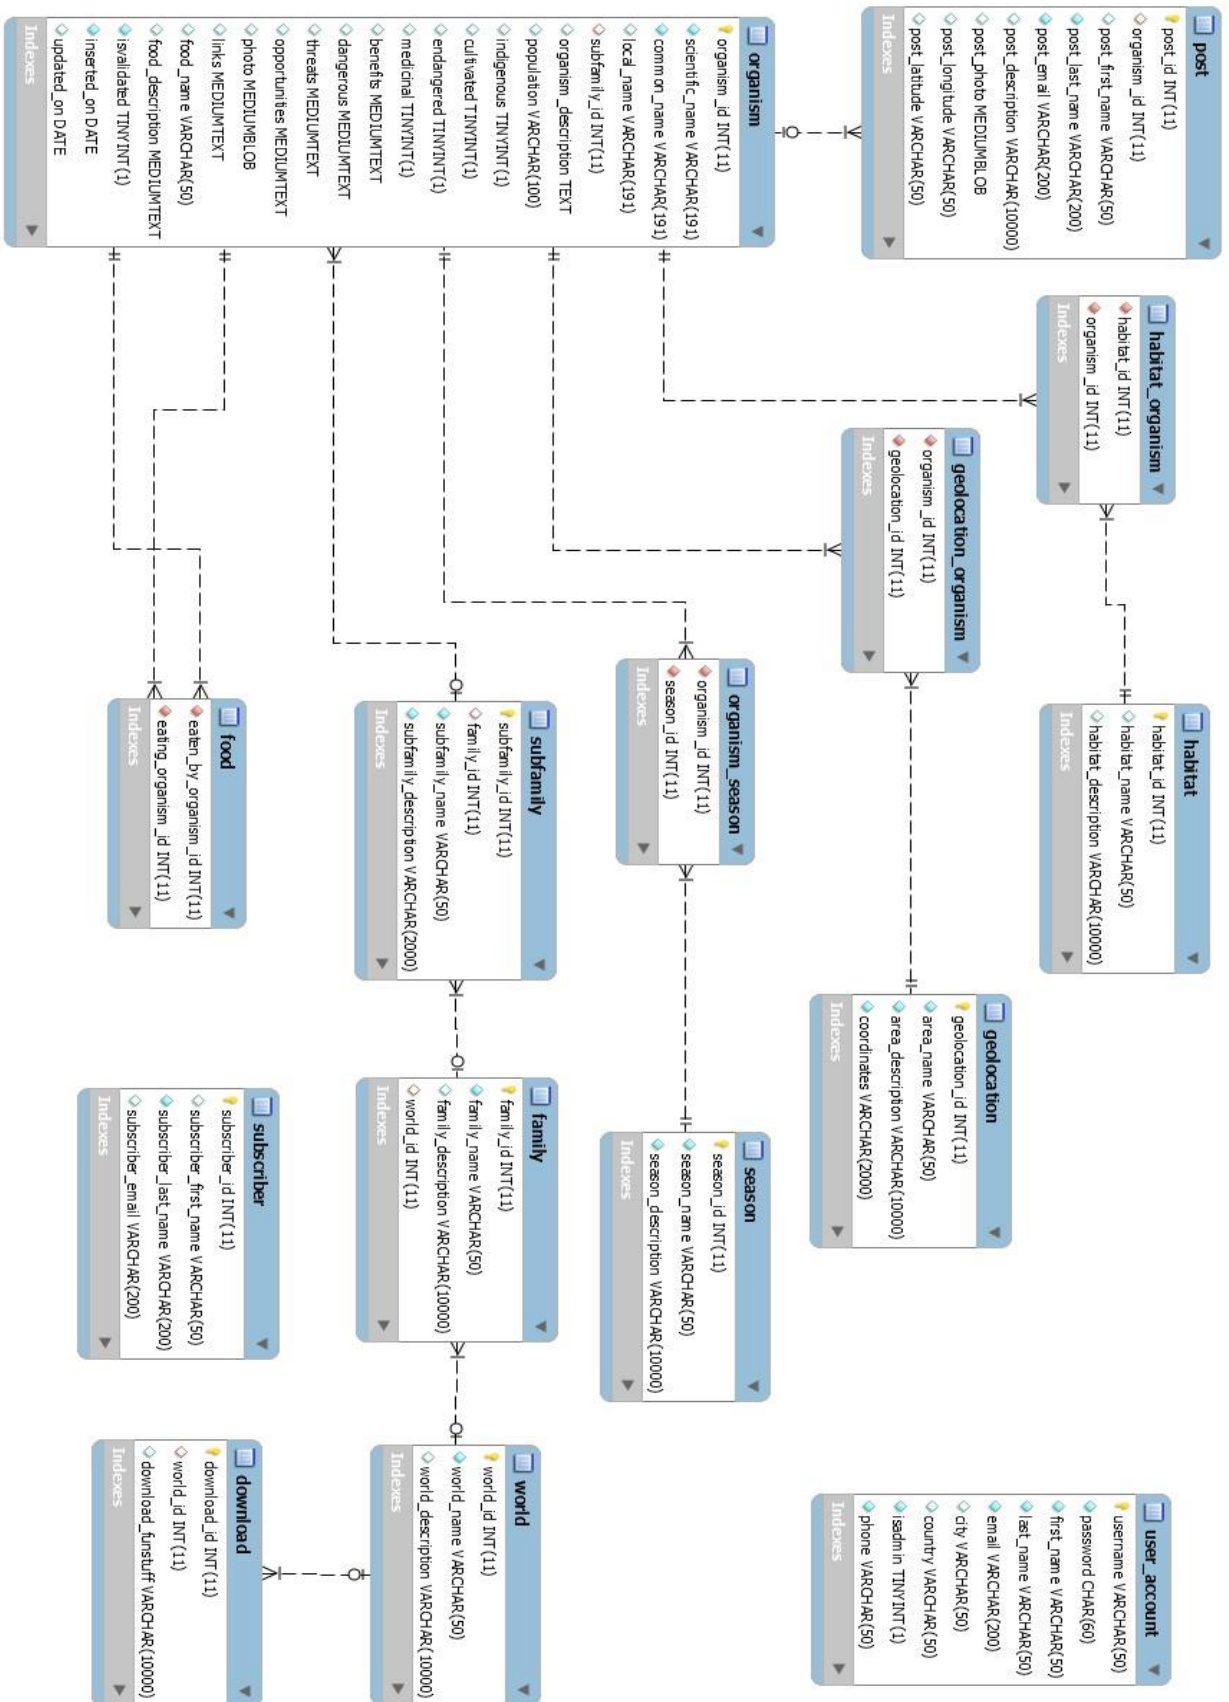 post
post_id INT(11)
organism_id INT(11)
post_first_name VARCHAR(50)
post_last_name VARCHAR(200)
post_email VARCHAR(200)
post_description VARCHAR(10000)
post_photo MEDIUMBLOB
post_longitude VARCHAR(50)
post_latitude VARCHAR(50)
Indexes
habitat_organism
habitat_id INT(11)
organism_id INT(11)
Indexes
habitat
habitat_id INT(11)
habitat_name VARCHAR(50)
habitat_description VARCHAR(10000)
Indexes
user_account
username VARCHAR(50)
password CHAR(60)
first_name VARCHAR(50)
last_name VARCHAR(50)
email VARCHAR(200)
city VARCHAR(50)
country VARCHAR(50)
isadmin TINYINT(1)
phone VARCHAR(50)
Indexes
geolocation_organism
organism_id INT(11)
geolocation_id INT(11)
Indexes
geolocation
geolocation_id INT(11)
area_name VARCHAR(50)
area_description VARCHAR(10000)
coordinates VARCHAR(2000)
Indexes
organism
organism_id INT(11)
scientific_name VARCHAR(191)
common_name VARCHAR(191)
local_name VARCHAR(191)
subfamily_id INT(11)
organism_description TEXT
population VARCHAR(100)
indigenous TINYINT(1)
cultivated TINYINT(1)
endangered TINYINT(1)
medicinal TINYINT(1)
benefits MEDIUMTEXT
dangerous MEDIUMTEXT
threats MEDIUMTEXT
opportunities MEDIUMTEXT
photo MEDIUMBLOB
links MEDIUMTEXT
food_name VARCHAR(50)
food_description MEDIUMTEXT
isvalidated TINYINT(1)
inserted_on DATE
updated_on DATE
Indexes
organism_season
organism_id INT(11)
season_id INT(11)
Indexes
season
season_id INT(11)
season_name VARCHAR(50)
season_description VARCHAR(10000)
Indexes
subfamily
subfamily_id INT(11)
family_id INT(11)
subfamily_name VARCHAR(50)
subfamily_description VARCHAR(2000)
Indexes
family
family_id INT(11)
family_name VARCHAR(50)
family_description VARCHAR(10000)
world_id INT(11)
Indexes
world
world_id INT(11)
world_name VARCHAR(50)
world_description VARCHAR(10000)
Indexes
food
eaten_by_organism_id INT(11)
eating_organism_id INT(11)
Indexes
subscriber
subscriber_id INT(11)
subscriber_first_name VARCHAR(50)
subscriber_last_name VARCHAR(200)
subscriber_email VARCHAR(200)
Indexes
download
download_id INT(11)
world_id INT(11)
download_funstuff VARCHAR(10000)
Indexes